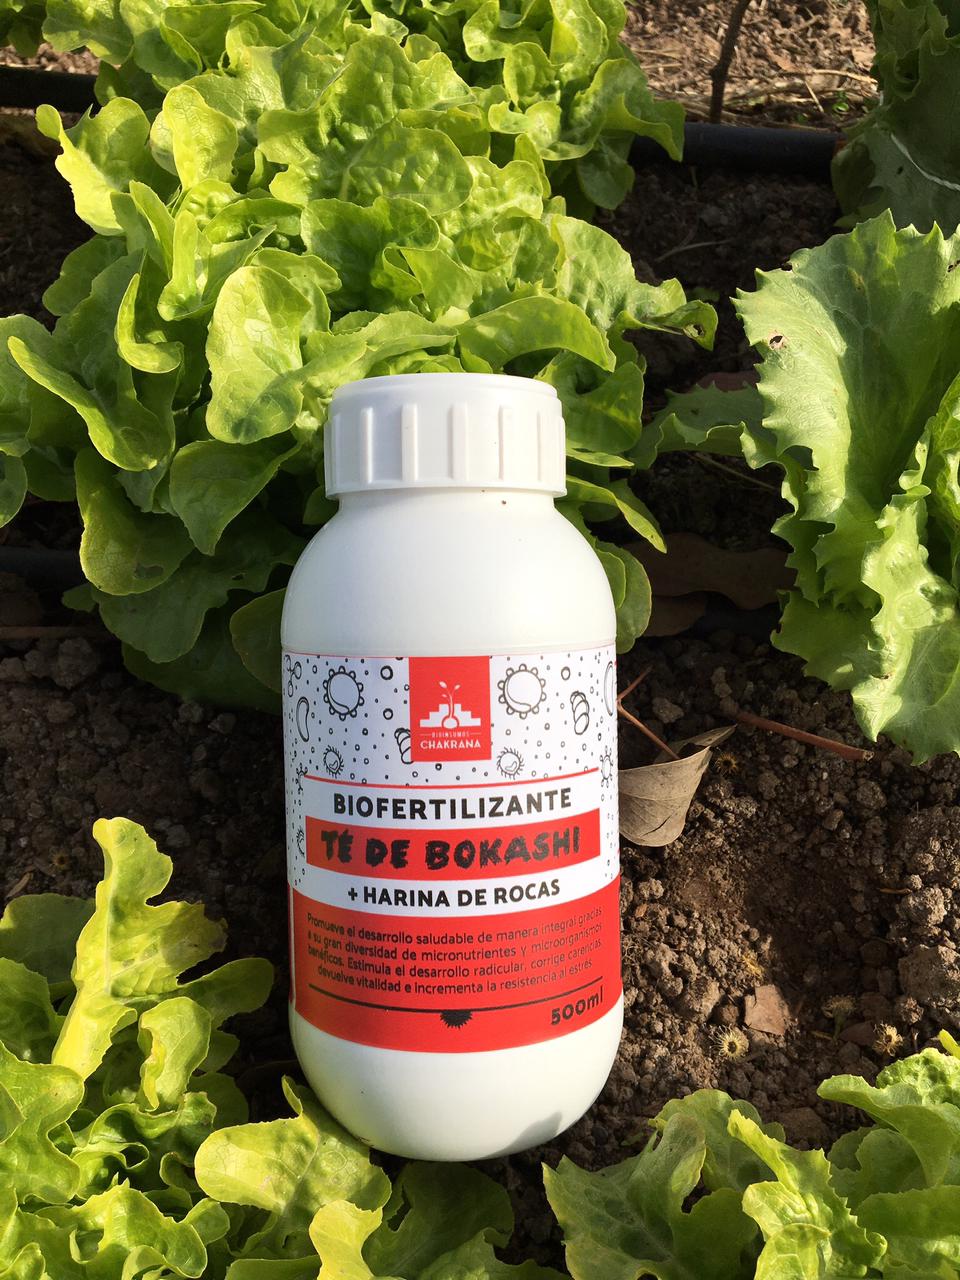 BIOINSUMOS
CHAKRANA
BIOFERTILIZANTE
TÉ DE BOKASHI
+ HARINA DE ROCAS
Promueve el desarrollo saludable de manera integral gracias
a su gran diversidad de micronutrientes y microorganismos
benéficos. Estimula el desarrollo radicular, corrige carencias,
devuelve vitalidad e incrementa la resistencia al estrés.
500ml